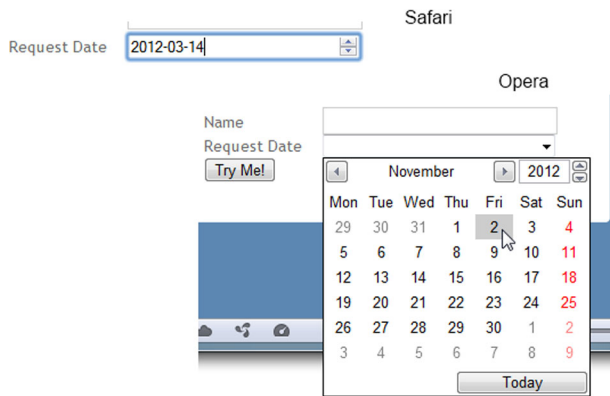 Safari
Request Date 2012-03-14
Opera
Name
Request Date
Try Me!
November 2012
Mon Tue Wed Thu Fri Sat Sun
29 30 31 1 2 3 4
5 6 7 8 9 10 11
12 13 14 15 16 17 18
19 20 21 22 23 24 25
26 27 28 29 30 1 2
3 4 5 6 7 8 9
Today